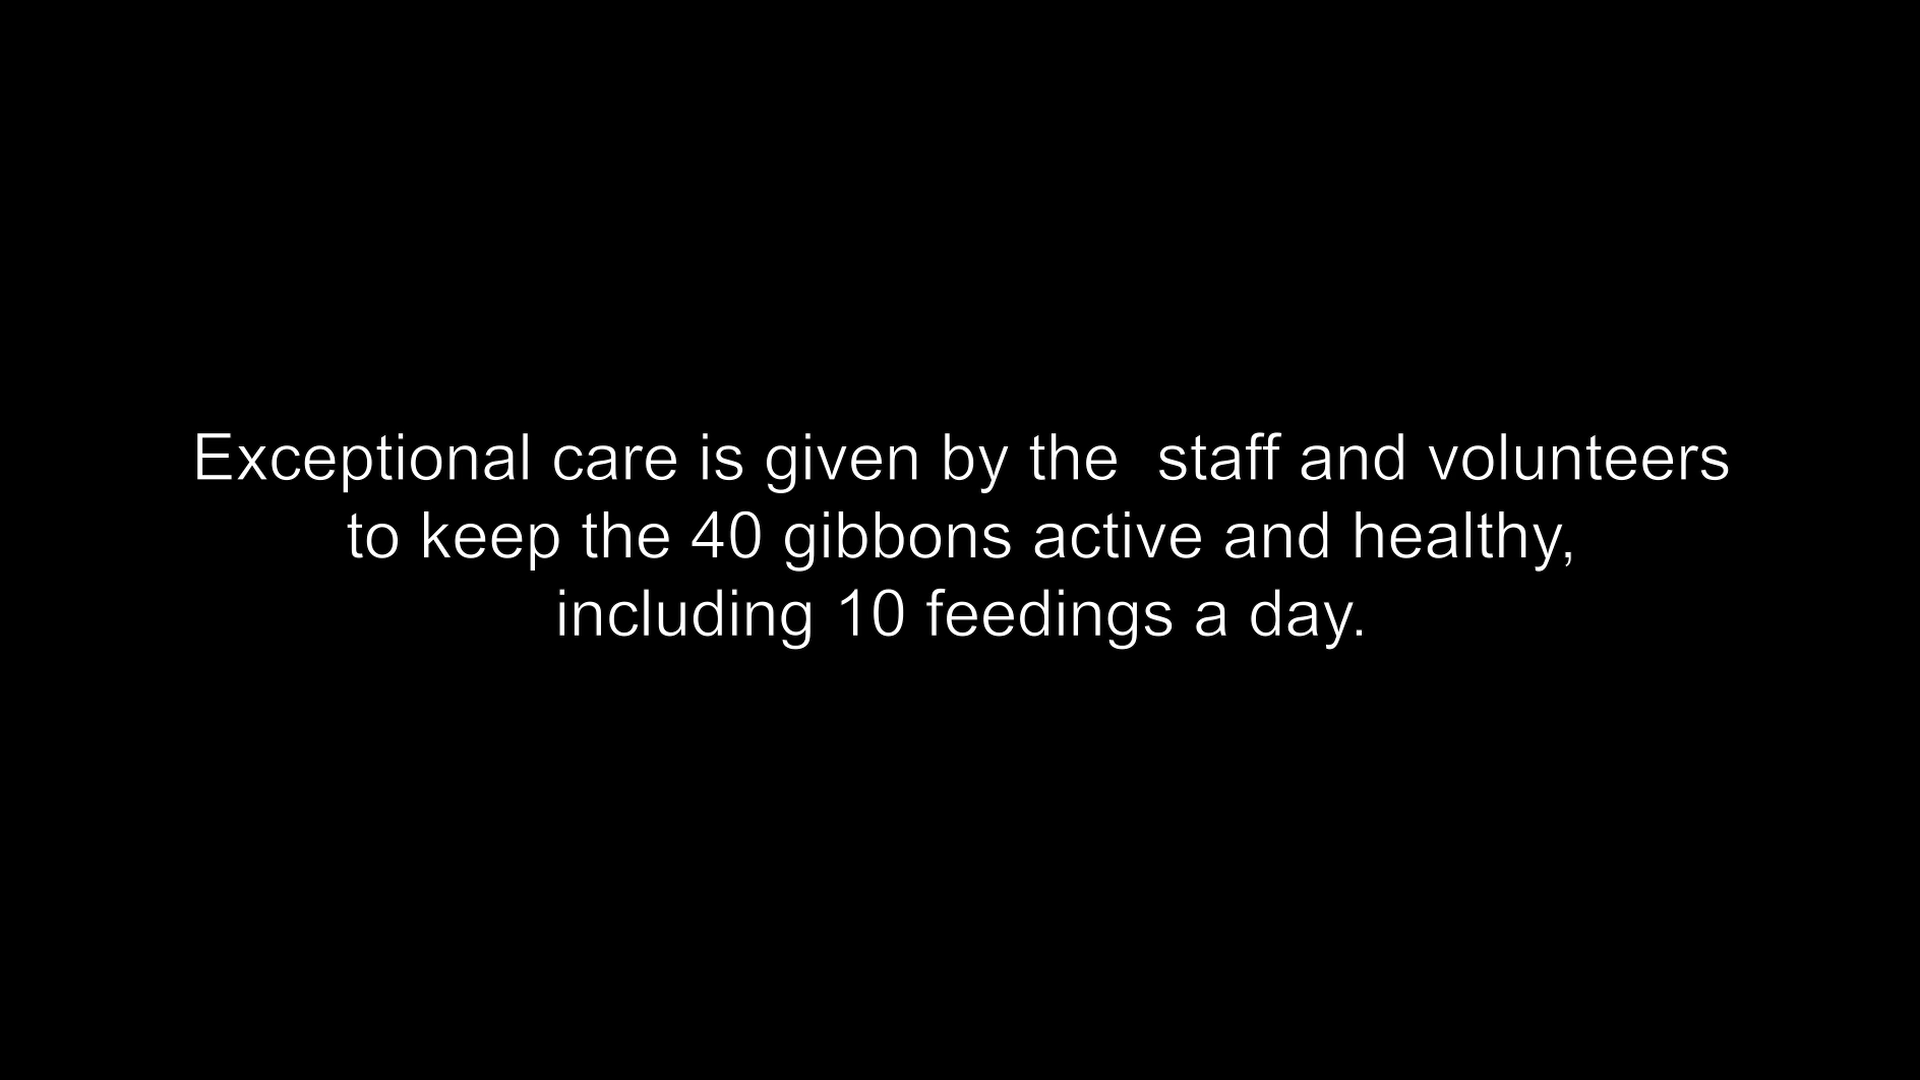 Exceptional care is given by the  staff and volunteers
to keep the 40 gibbons active and healthy,
including 10 feedings a day.